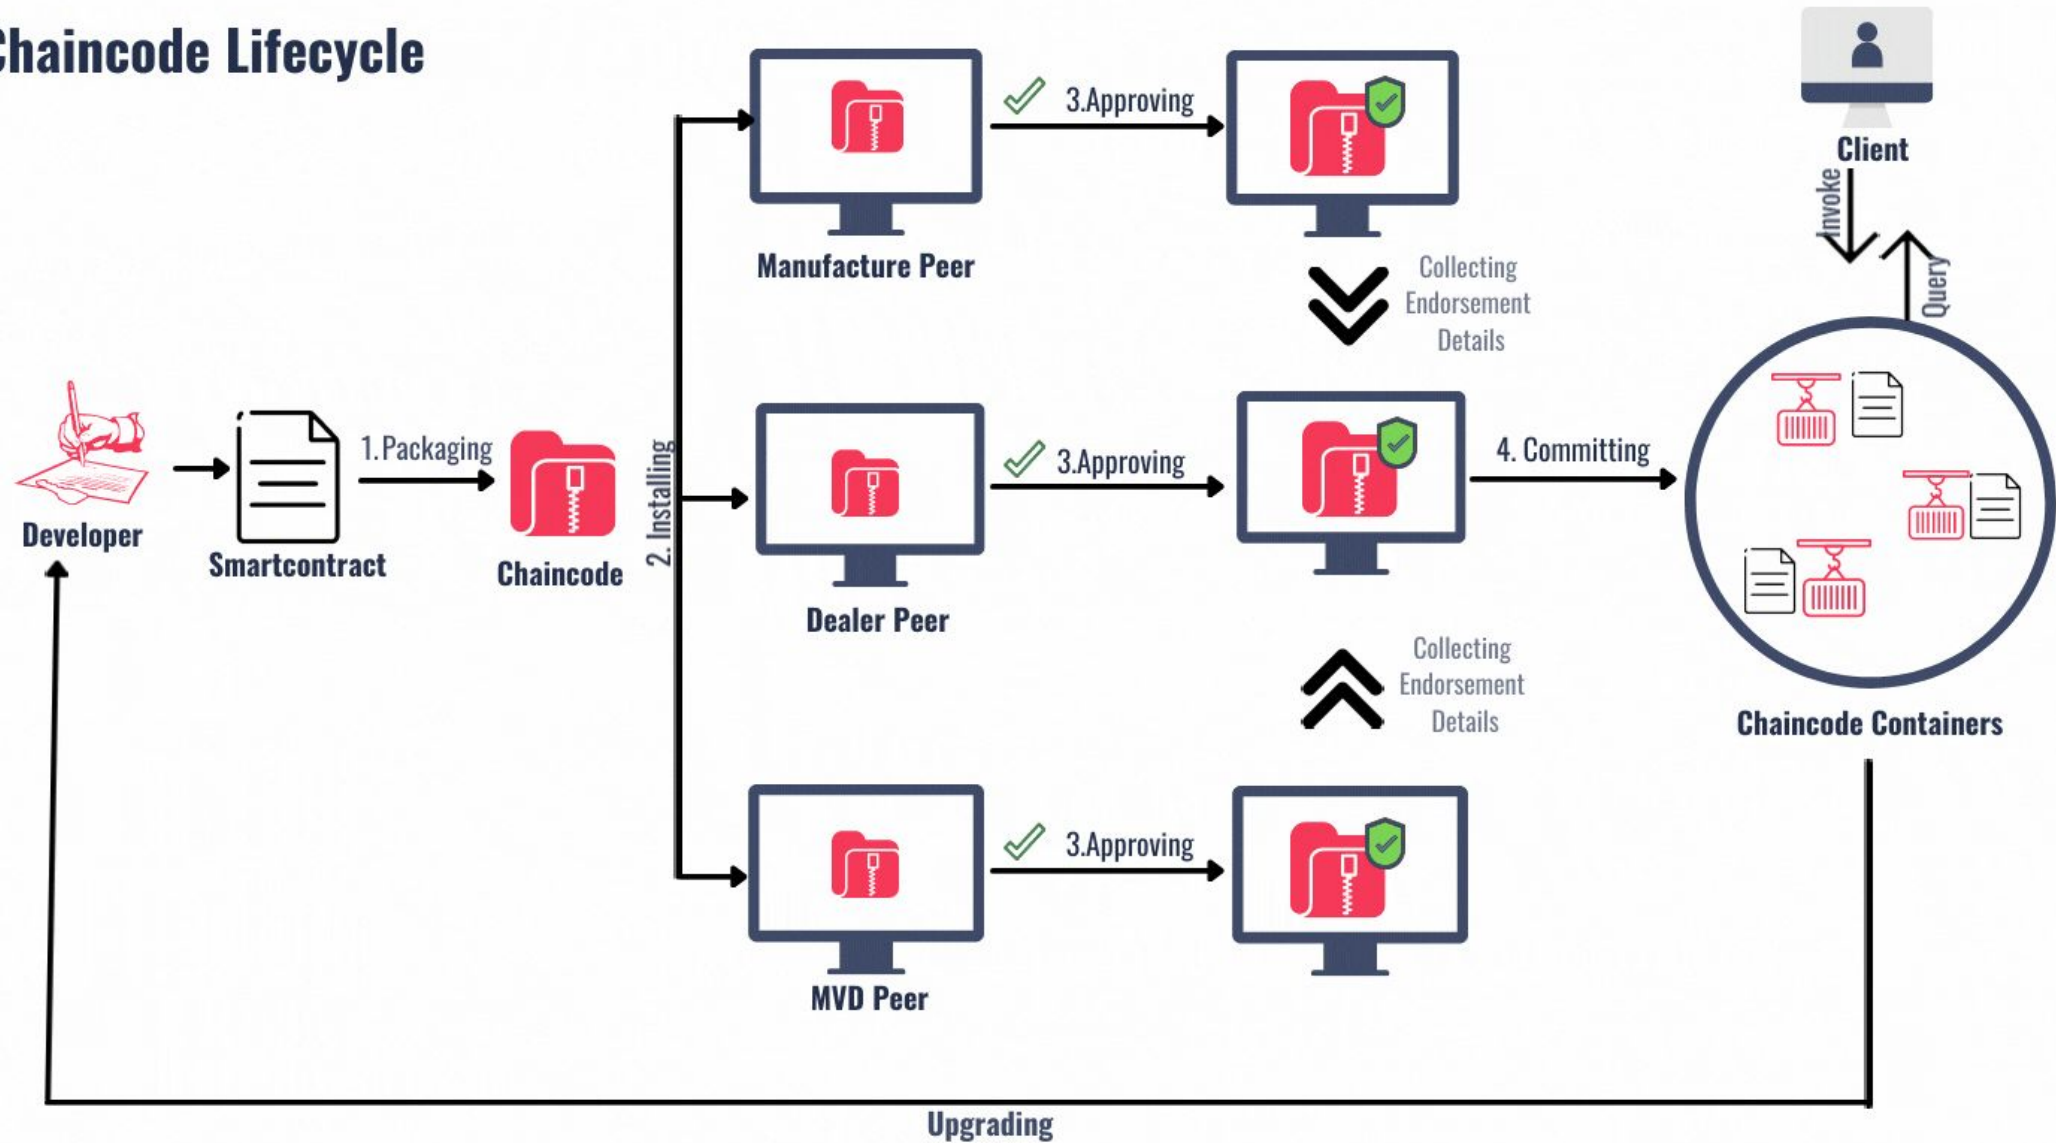 Chaincode Lifecycle
Client
Invoke
Query
3.Approving
Manufacture Peer
Collecting
Endorsement
Details
Developer
Smartcontract
1.Packaging
Chaincode
2. Installing
3.Approving
Dealer Peer
4. Committing
Collecting
Endorsement
Details
Chaincode Containers
3.Approving
MVD Peer
Upgrading